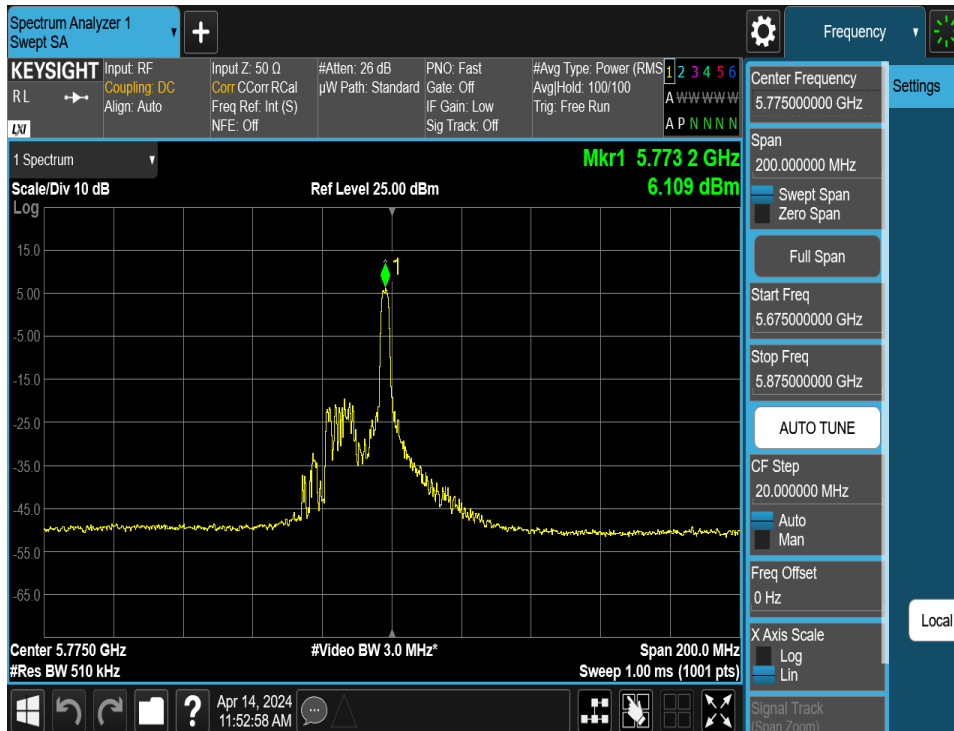 Spectrum Analyzer 1
Swept SA
+
Frequency
KEYSIGHT
R L
LXI
Input: RF
Coupling: DC
Align: Auto
Input Z: 50 Ω
Corr CCorr RCal
Freq Ref: Int (S)
NFE: Off
#Atten: 26 dB
µW Path: Standard
PNO: Fast
Gate: Off
IF Gain: Low
Sig Track: Off
#Avg Type: Power (RMS
Avg|Hold: 100/100
Trig: Free Run
1 2 3 4 5 6
A W W W W W
A P N N N N
1 Spectrum
Mkr1 5.773 2 GHz
6.109 dBm
Scale/Div 10 dB
Ref Level 25.00 dBm
Log
15.0
5.00
-5.00
-15.0
-25.0
-35.0
-45.0
-55.0
-65.0
1
Center 5.7750 GHz
#Video BW 3.0 MHz*
Span 200.0 MHz
#Res BW 510 kHz
Sweep 1.00 ms (1001 pts)
Center Frequency
5.775000000 GHz
Span
200.000000 MHz
Swept Span
Zero Span
Full Span
Start Freq
5.675000000 GHz
Stop Freq
5.875000000 GHz
AUTO TUNE
CF Step
20.000000 MHz
Auto
Man
Freq Offset
0 Hz
X Axis Scale
Log
Lin
Signal Track
(Span Zoom)
Settings
Local
?
Apr 14, 2024
11:52:58 AM